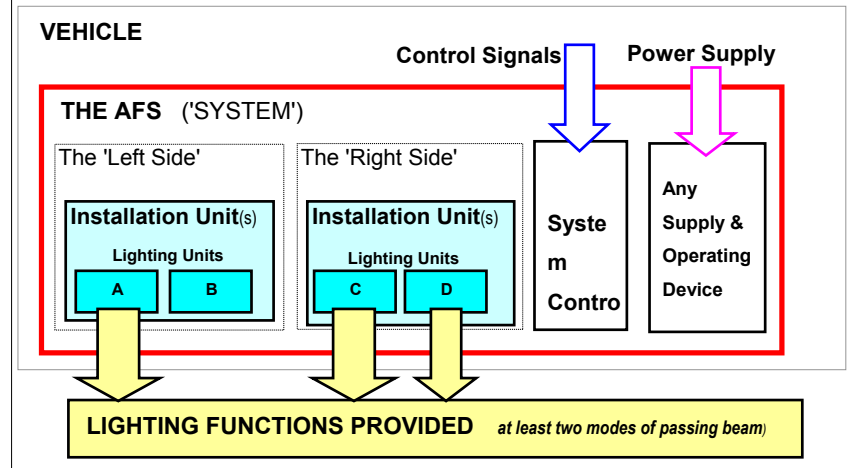 VEHICLE
Control Signals
Power Supply
THE AFS ('SYSTEM')
The 'Left Side'
The 'Right Side'
Installation Unit(s)
Installation Unit(s)
Lighting Units
Lighting Units
A
B
C
D
Syste
m
Contro
Any
Supply &
Operating
Device
LIGHTING FUNCTIONS PROVIDED at least two modes of passing beam)